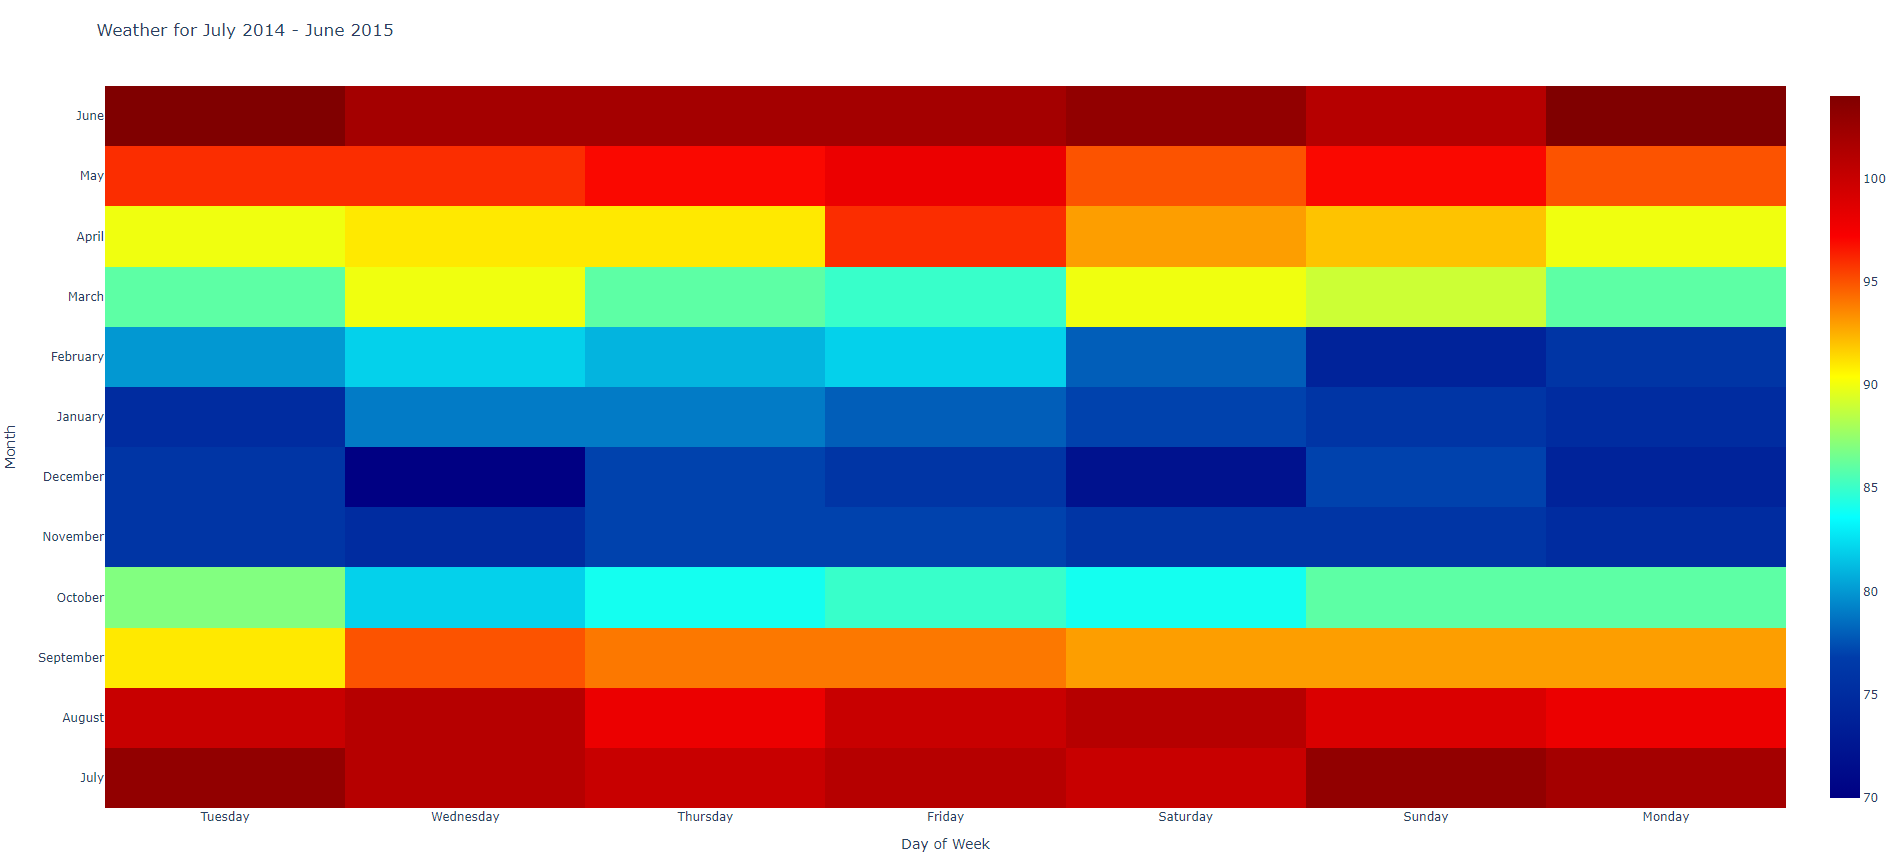 Weather for July 2014 - June 2015
Month
June
May
April
March
February
January
December
November
October
September
August
July
Tuesday
Wednesday
Thursday
Friday
Saturday
Sunday
Monday
Day of Week
100
95
90
85
80
75
70